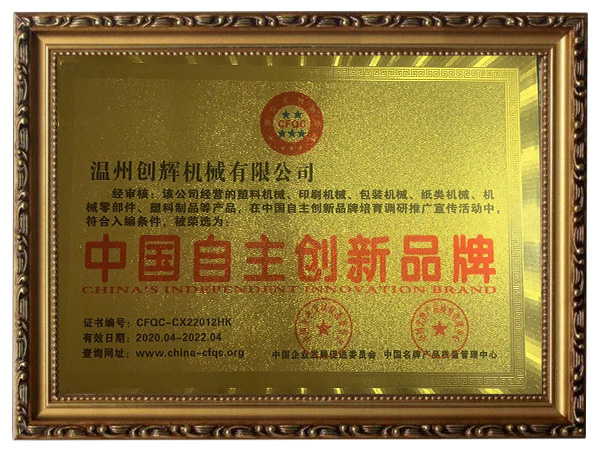 CFQC
温州创辉机械有限公司
经审核：该公司经营的塑料机械、印刷机械、包装机械、纸类机械、机
械零部件、塑料制品等产品，在中国自主创新品牌培育调研推广宣传活动中，
符合入编条件，被荣选为：
中国自主创新品牌
CHINA'S INDEPENDENT INNOVATION BRAND
证书编号：CFQC-CX22012HK
有效日期：2020.04-2022.04
查询网址：www.china-cfqc.org
中国企业发展促进委员会 中国名牌产品质量管理中心